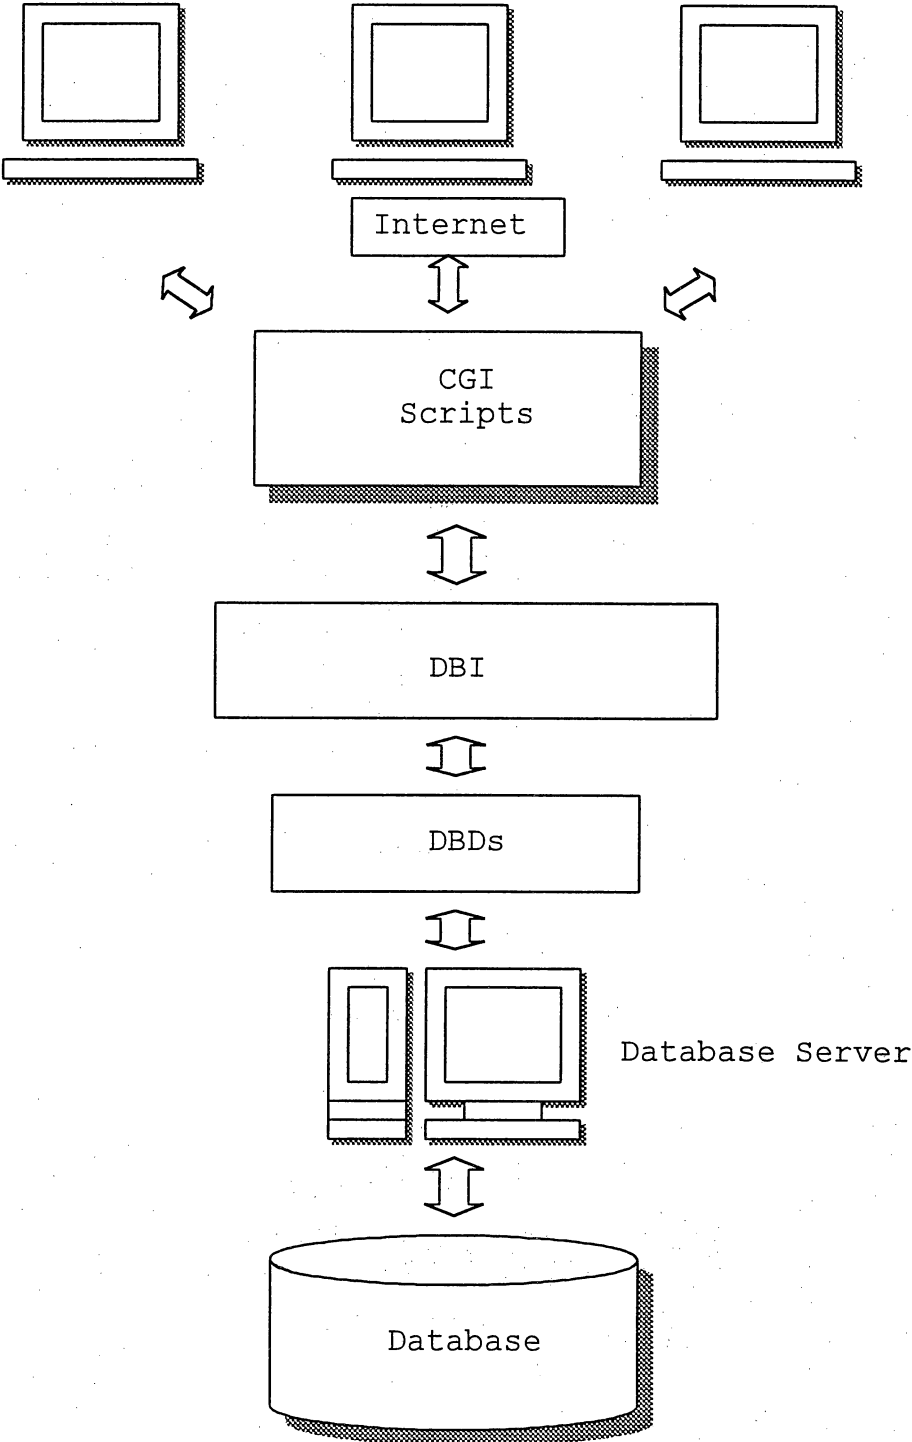 Internet
CGI
Scripts
DBI
DBDs
Database Server
Database